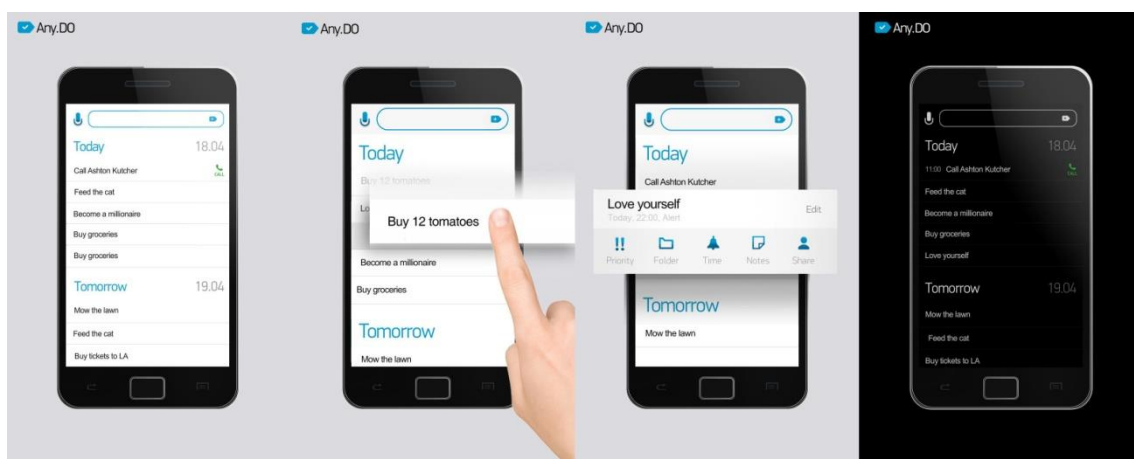 Any.DO
Today 18.04
Call Ashton Kutcher CALL
Feed the cat
Become a millionaire
Buy groceries
Buy groceries
Tomorrow 19.04
Mow the lawn
Feed the cat
Buy tickets to LA
Any.DO
Today
Buy 12 tomatoes
Lo
Buy 12 tomatoes
Become a millionaire
Buy groceries
Tomorrow
Mow the lawn
Any.DO
Today
Call Ashton Kutcher
Love yourself
Today, 22:00, Alert
Edit
!! Priority Folder Time Notes Share
Tomorrow
Mow the lawn
Any.DO
Today 18.04
11:00 Call Ashton Kutcher CALL
Feed the cat
Become a millionaire
Buy groceries
Love yourself
Tomorrow 19.04
Mow the lawn
Feed the cat
Buy tickets to LA